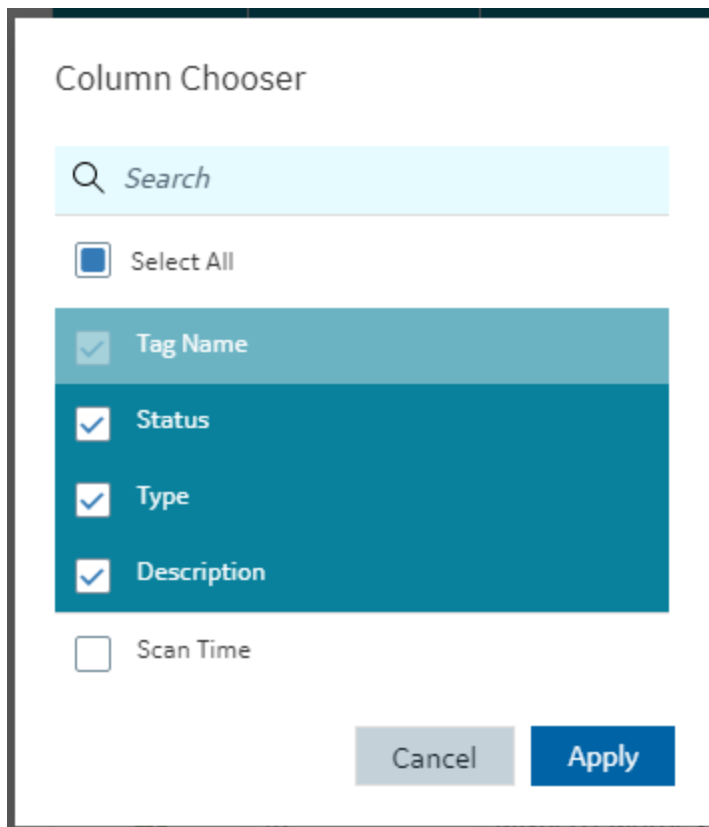 Column Chooser
Search
Select All
Tag Name
Status
Type
Description
Scan Time
Cancel
Apply